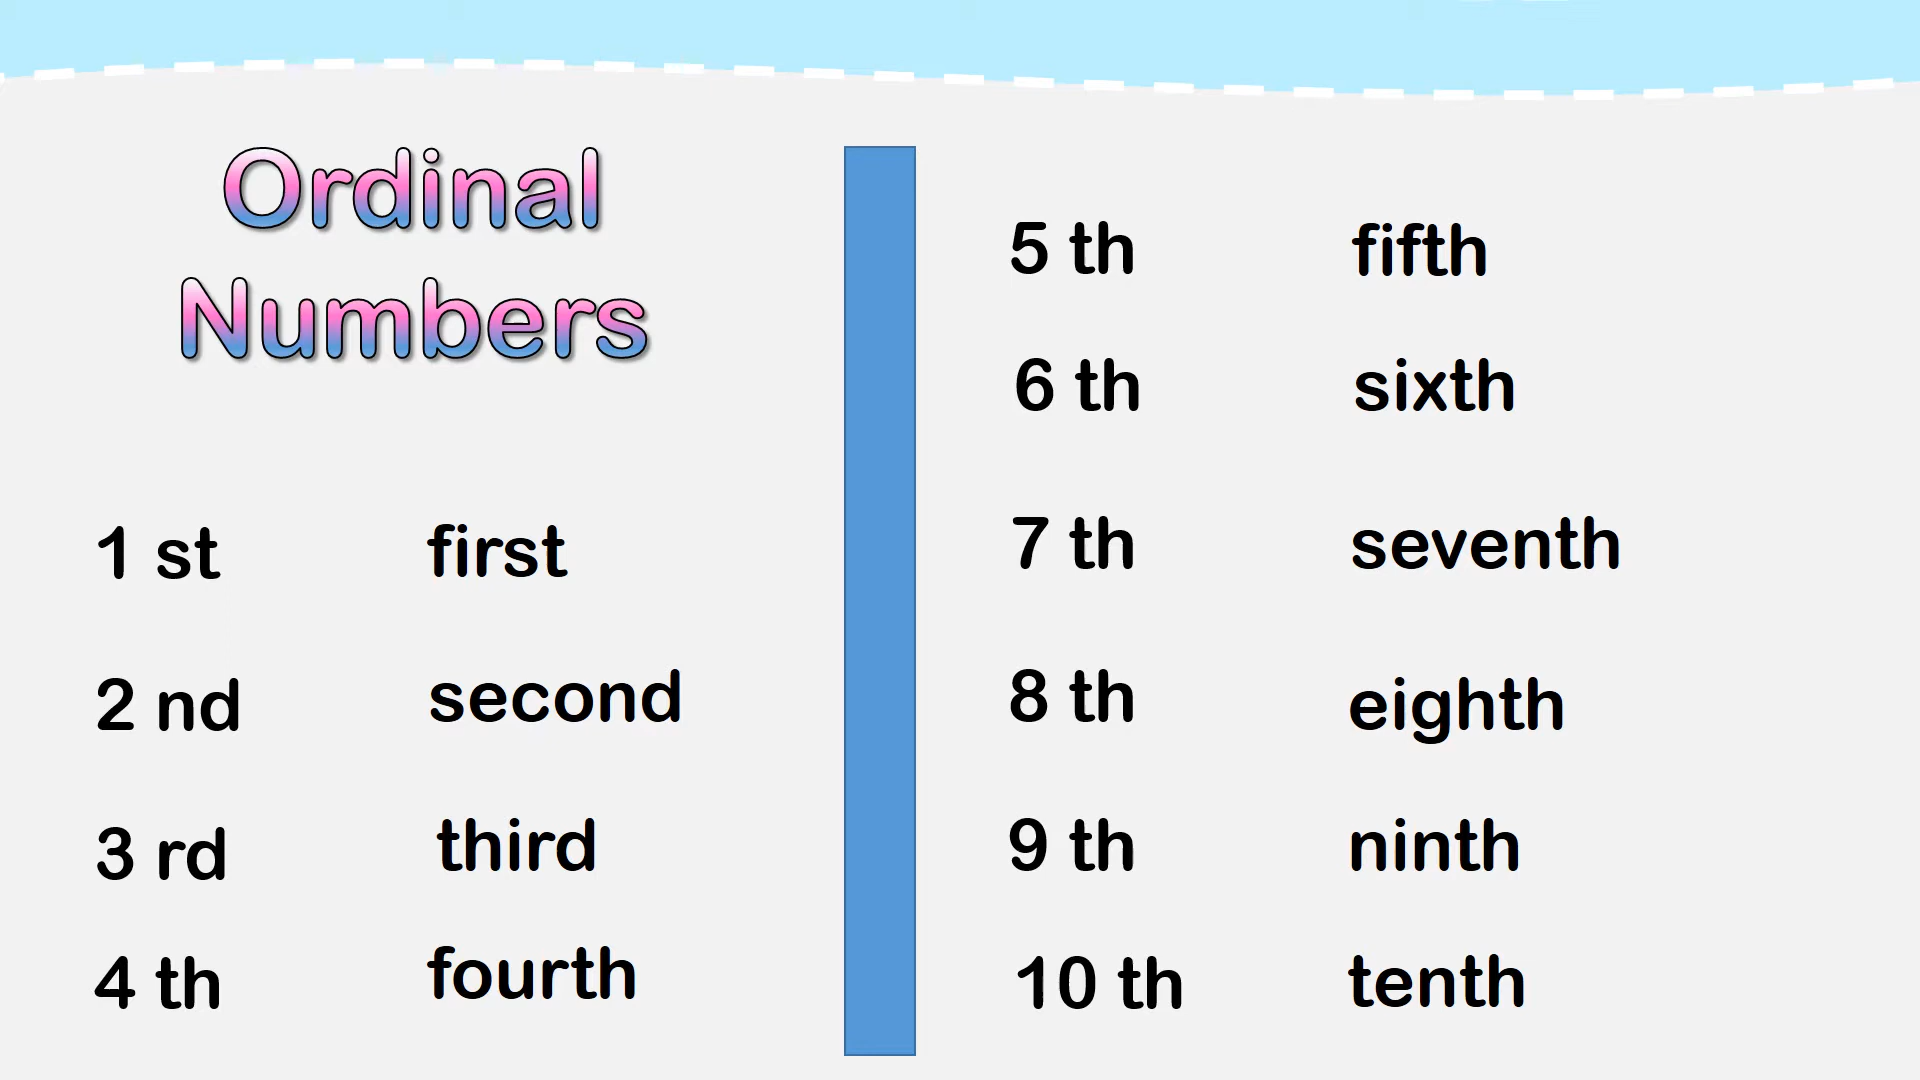 Ordinal
Numbers
1 st first
2 nd second
3 rd third
4 th fourth
5 th fifth
6 th sixth
7 th seventh
8 th eighth
9 th ninth
10 th tenth